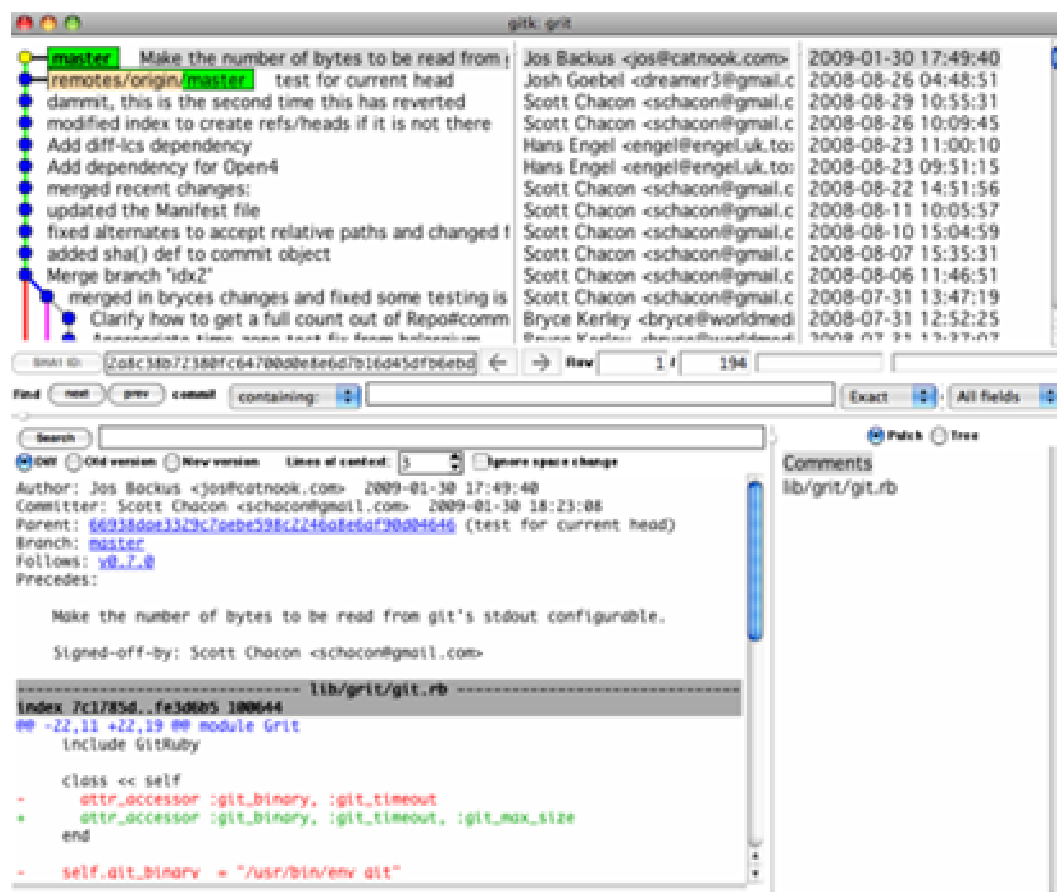 gitk: grit
master Make the number of bytes to be read from Jos Backus <jos@catnook.com> 2009-01-30 17:49:40
remotes/origin/master test for current head Josh Goebel <dreamer3@gmail.c 2008-08-26 04:48:51
dammit, this is the second time this has reverted Scott Chacon <schacon@gmail.c 2008-08-29 10:55:31
modified index to create refs/heads if it is not there Scott Chacon <schacon@gmail.c 2008-08-26 10:09:45
Add diff-lcs dependency Hans Engel <engel@engel.uk.to> 2008-08-23 11:00:10
Add dependency for Open4 Hans Engel <engel@engel.uk.to> 2008-08-23 09:51:15
merged recent changes: Scott Chacon <schacon@gmail.c 2008-08-22 14:51:56
updated the Manifest file Scott Chacon <schacon@gmail.c 2008-08-11 10:05:57
fixed alternates to accept relative paths and changed f Scott Chacon <schacon@gmail.c 2008-08-10 15:04:59
added sha() def to commit object Scott Chacon <schacon@gmail.c 2008-08-07 15:35:31
Merge branch "idx2" Scott Chacon <schacon@gmail.c 2008-08-06 11:46:51
merged in bryces changes and fixed some testing is Scott Chacon <schacon@gmail.c 2008-07-31 13:47:19
Clarify how to get a full count out of Repo#comm Bryce Kerley <bryce@worldmedi 2008-07-31 12:52:25
SHA1 ID: ← → Row 1 / 194
Find next prev commit containing: Exact All fields
Search Patch Tree
Diff Old version New version Lines of context: 3 Ignore space change
Comments
lib/grit/git.rb
Author: Jos Backus <jos@catnook.com> 2009-01-30 17:49:40
Committer: Scott Chacon <schacon@gmail.com> 2009-01-30 18:23:08
Parent: (test for current head)
Branch: master
Follows: v0.7.0
Precedes:
Make the number of bytes to be read from git's stdout configurable.
Signed-off-by: Scott Chacon <schacon@gmail.com>
------------------------------- lib/grit/git.rb -------------------------------
index 7c1785d..fe3d6b5 100644
@@ -22,11 +22,19 @@ module Grit
include GitRuby
class << self
- attr_accessor :git_binary, :git_timeout
+ attr_accessor :git_binary, :git_timeout, :git_max_size
end
- self.git_binary = "/usr/bin/env git"